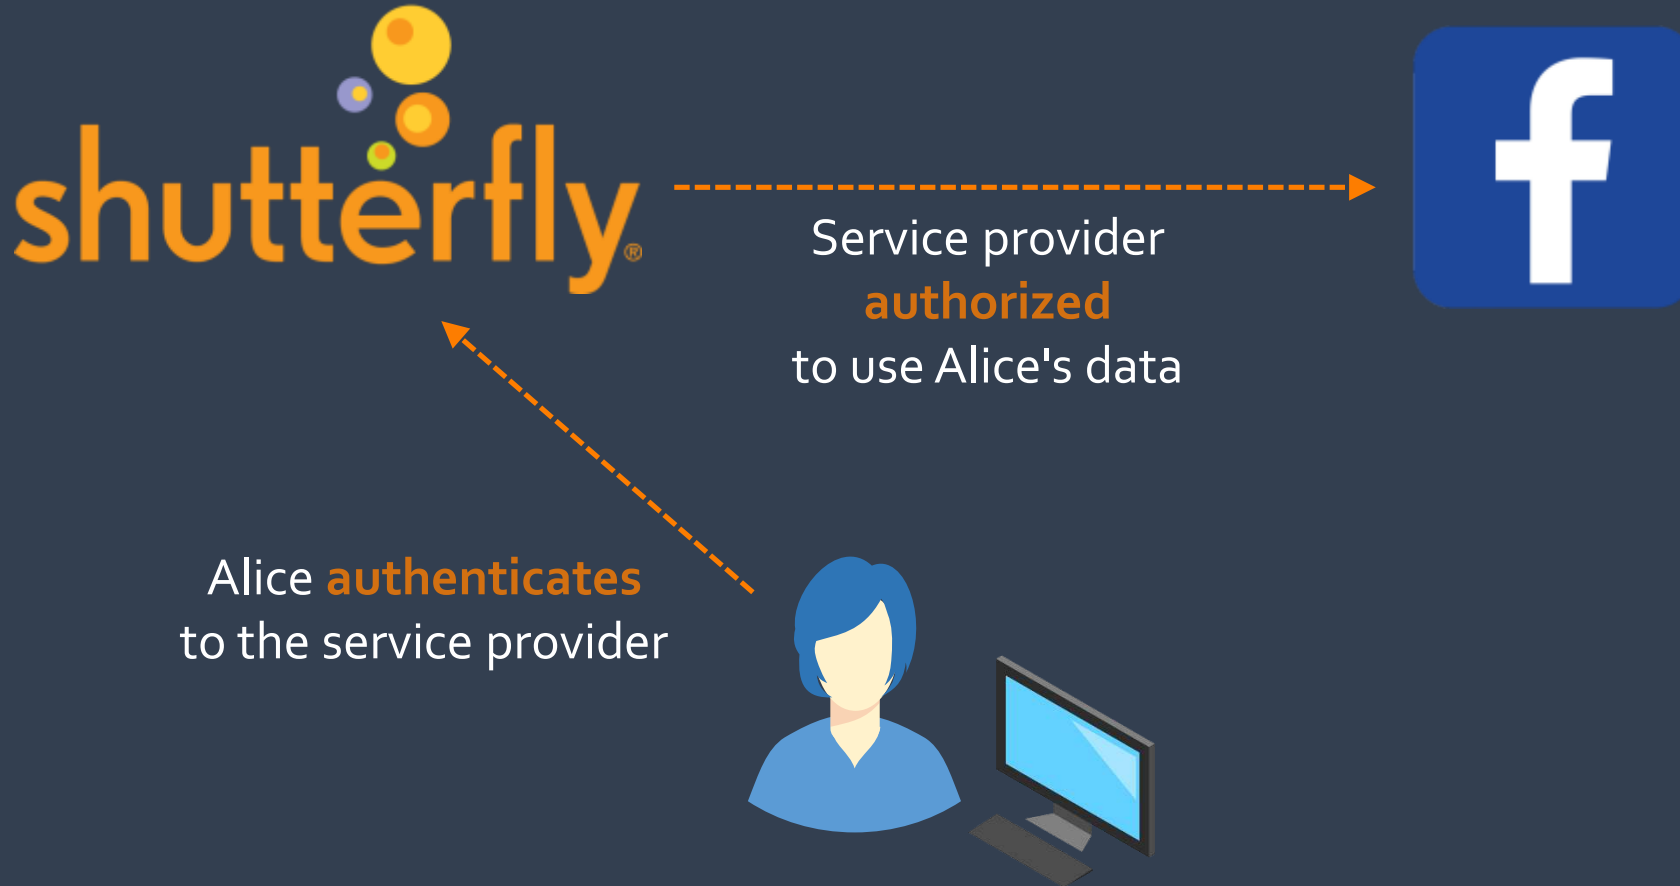 shutterfly®
f
Service provider
authorized
to use Alice's data
Alice authenticates
to the service provider